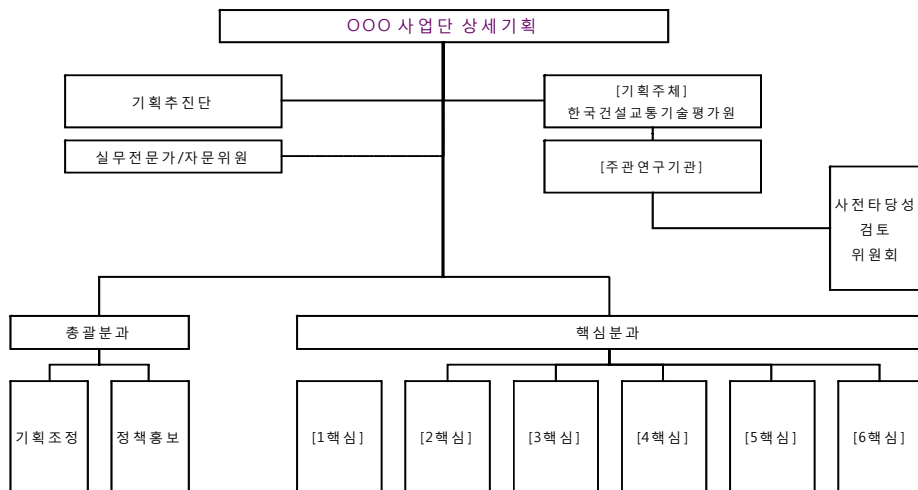 OOO 사업단 상세기획
기획추진단
[기획주체]
한국건설교통기술평가원
실무전문가/자문위원
[주관연구기관]
사전타당성
검토
위원회
총괄분과
핵심분과
기획조정
정책홍보
[1핵심]
[2핵심]
[3핵심]
[4핵심]
[5핵심]
[6핵심]